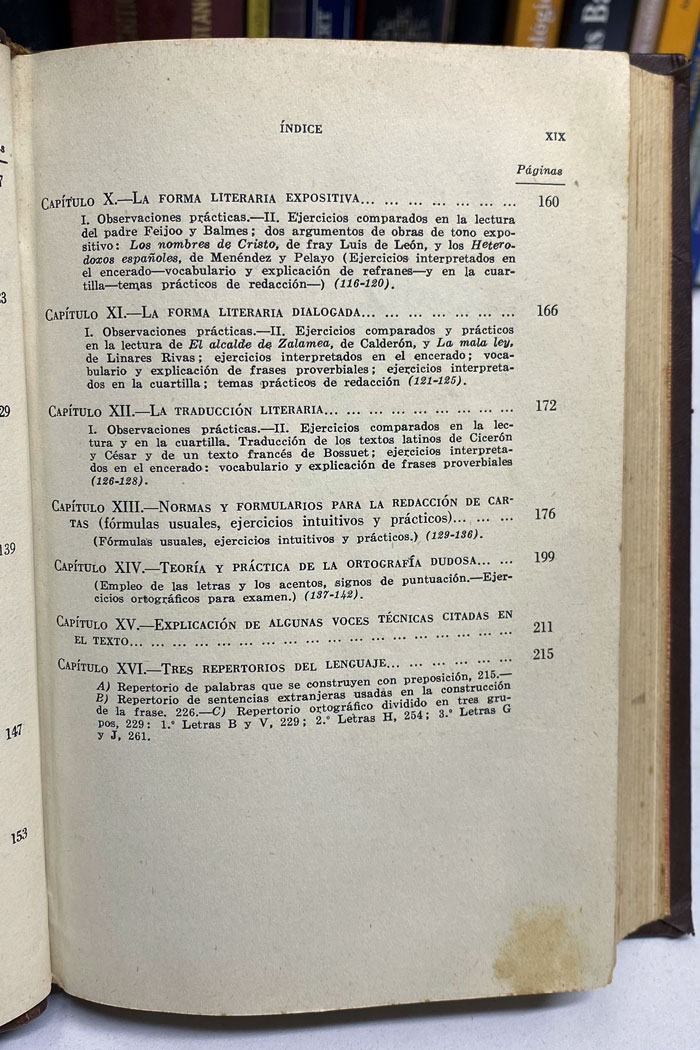 ÍNDICE
XIX
Páginas
CAPÍTULO X.—LA FORMA LITERARIA EXPOSITIVA... ... ... ... ... ... ... ... 160
I. Observaciones prácticas.—II. Ejercicios comparados en la lectura
del padre Feijoo y Balmes; dos argumentos de obras de tono expo-
sitivo: Los nombres de Cristo, de fray Luis de León, y los Hetero-
doxos españoles, de Menéndez y Pelayo (Ejercicios interpretados en
el encerado—vocabulario y explicación de refranes—y en la cuar-
tilla—temas prácticos de redacción—) (116-120).
CAPÍTULO XI.—LA FORMA LITERARIA DIALOGADA... ... ... ... ... ... ... ... 166
I. Observaciones prácticas.—II. Ejercicios comparados y prácticos
en la lectura de El alcalde de Zalamea, de Calderón, y La mala ley,
de Linares Rivas; ejercicios interpretados en el encerado; voca-
bulario y explicación de frases proverbiales; ejercicios interpreta-
dos en la cuartilla; temas prácticos de redacción (121-125).
CAPÍTULO XII.—LA TRADUCCIÓN LITERARIA... ... ... ... ... ... ... ... ... ... 172
I. Observaciones prácticas.—II. Ejercicios comparados en la lec-
tura y en la cuartilla. Traducción de los textos latinos de Cicerón
y César y de un texto francés de Bossuet; ejercicios interpreta-
dos en el encerado: vocabulario y explicación de frases proverbiales
(126-128).
CAPÍTULO XIII.—NORMAS Y FORMULARIOS PARA LA REDACCIÓN DE CAR-
TAS (fórmulas usuales, ejercicios intuitivos y prácticos)... ... ... 176
(Fórmulas usuales, ejercicios intuitivos y prácticos.) (129-136).
CAPÍTULO XIV.—TEORÍA Y PRÁCTICA DE LA ORTOGRAFÍA DUDOSA... ... 199
(Empleo de las letras y los acentos, signos de puntuación.—Ejer-
cicios ortográficos para examen.) (137-142).
CAPÍTULO XV.—EXPLICACIÓN DE ALGUNAS VOCES TÉCNICAS CITADAS EN
EL TEXTO... ... ... ... ... ... ... ... ... ... ... ... ... ... ... ... ... 211
CAPÍTULO XVI.—TRES REPERTORIOS DEL LENGUAJE... ... ... ... ... ... 215
A) Repertorio de palabras que se construyen con preposición, 215.—
B) Repertorio de sentencias extranjeras usadas en la construcción
de la frase, 226.—C) Repertorio ortográfico dividido en tres gru-
pos, 229: 1.º Letras B y V, 229; 2.º Letras H, 254; 3.º Letras G
y J, 261.
29
139
147
153